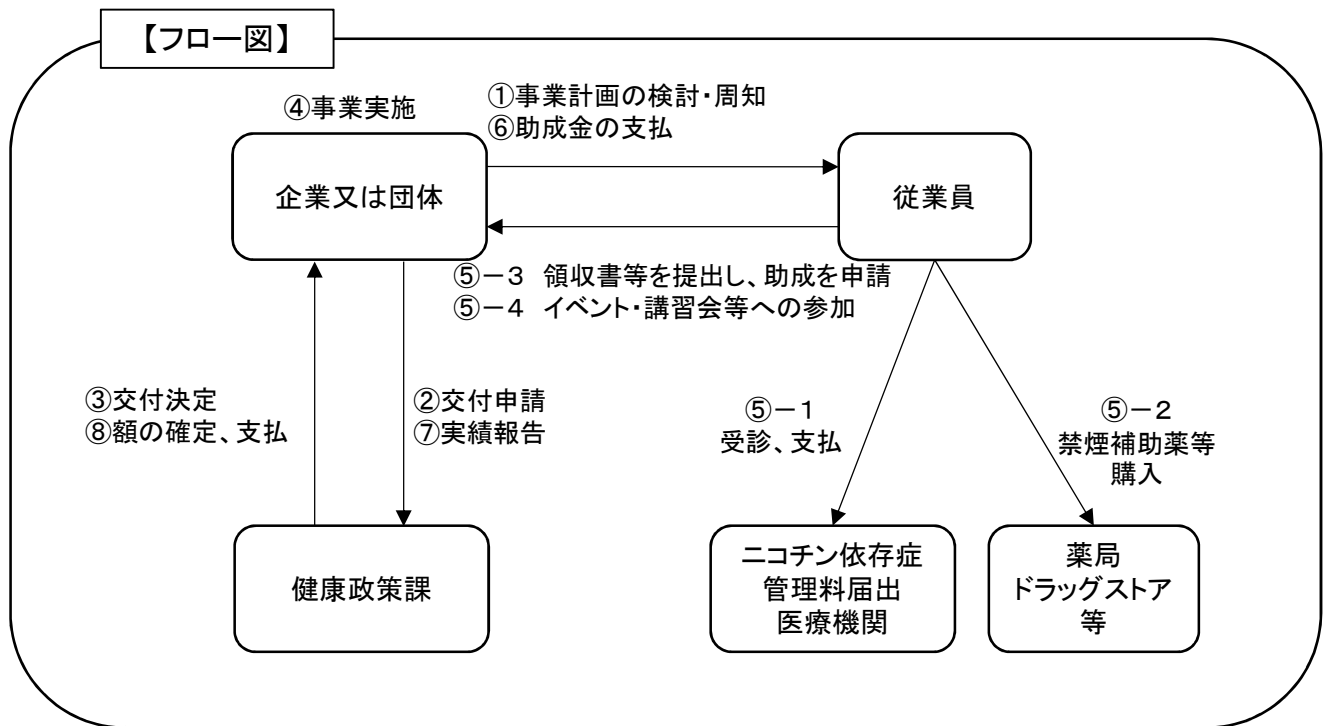 【フロー図】
④事業実施
①事業計画の検討・周知
⑥助成金の支払
企業又は団体
従業員
⑤－３ 領収書等を提出し、助成を申請
⑤－４ イベント・講習会等への参加
③交付決定
⑧額の確定、支払
②交付申請
⑦実績報告
⑤－１
受診、支払
⑤－２
禁煙補助薬等
購入
健康政策課
ニコチン依存症
管理料届出
医療機関
薬局
ドラッグストア
等